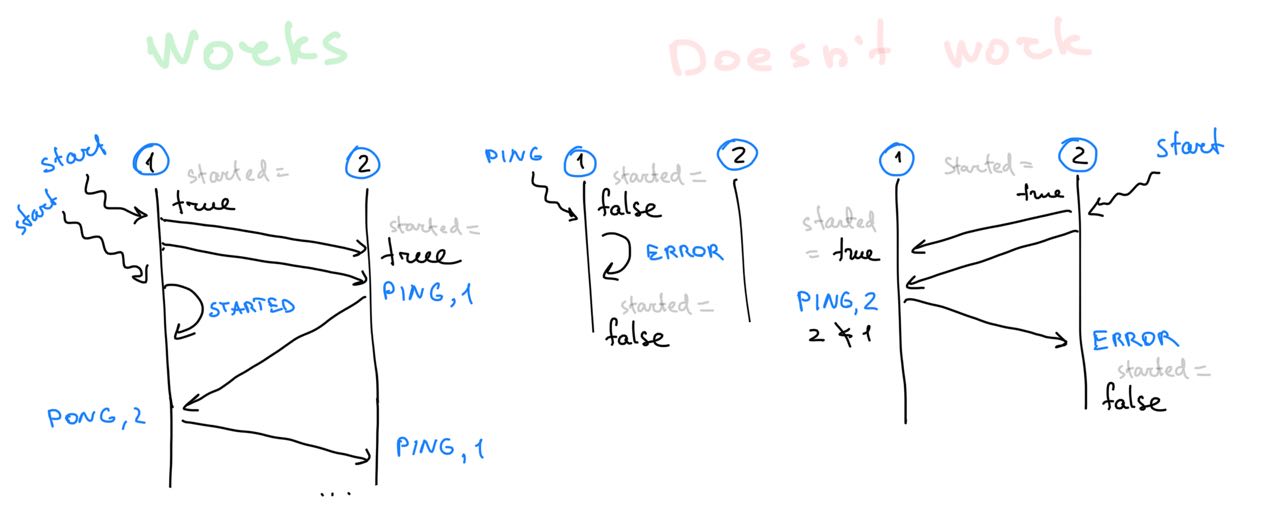 Works
Doesn't work
start
start
1
started =
true
2
started =
true
PING, 1
STARTED
PONG, 2
PING, 1
...
PING
1
started =
false
ERROR
started =
false
2
1
started
= true
PING, 2
2 ≮ 1
started =
true
2
start
ERROR
started =
false